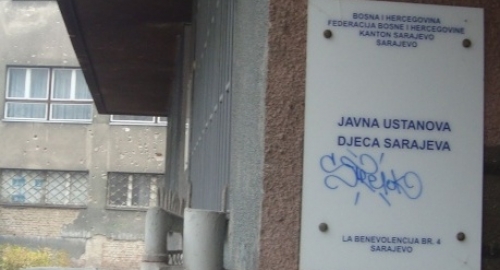 BOSNA I HERCEGOVINA
FEDERACIJA BOSNE I HERCEGOVINE
KANTON SARAJEVO
SARAJEVO
JAVNA USTANOVA
DJECA SARAJEVA
LA BENEVOLENCIJA BR. 4
SARAJEVO